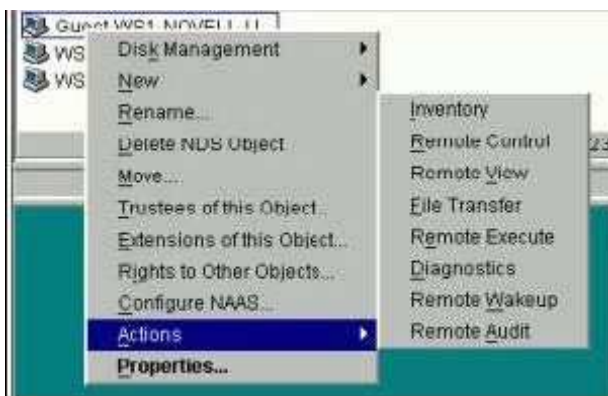 Guest WS1 NOVELL U
WS
WS
Disk Management
New
Rename...
Delete NDS Object
Move...
Trustees of this Object...
Extensions of this Object...
Rights to Other Objects...
Configure NAAS...
Actions
Properties...
Inventory
Remote Control
Remote View
File Transfer
Remote Execute
Diagnostics
Remote Wakeup
Remote Audit
23